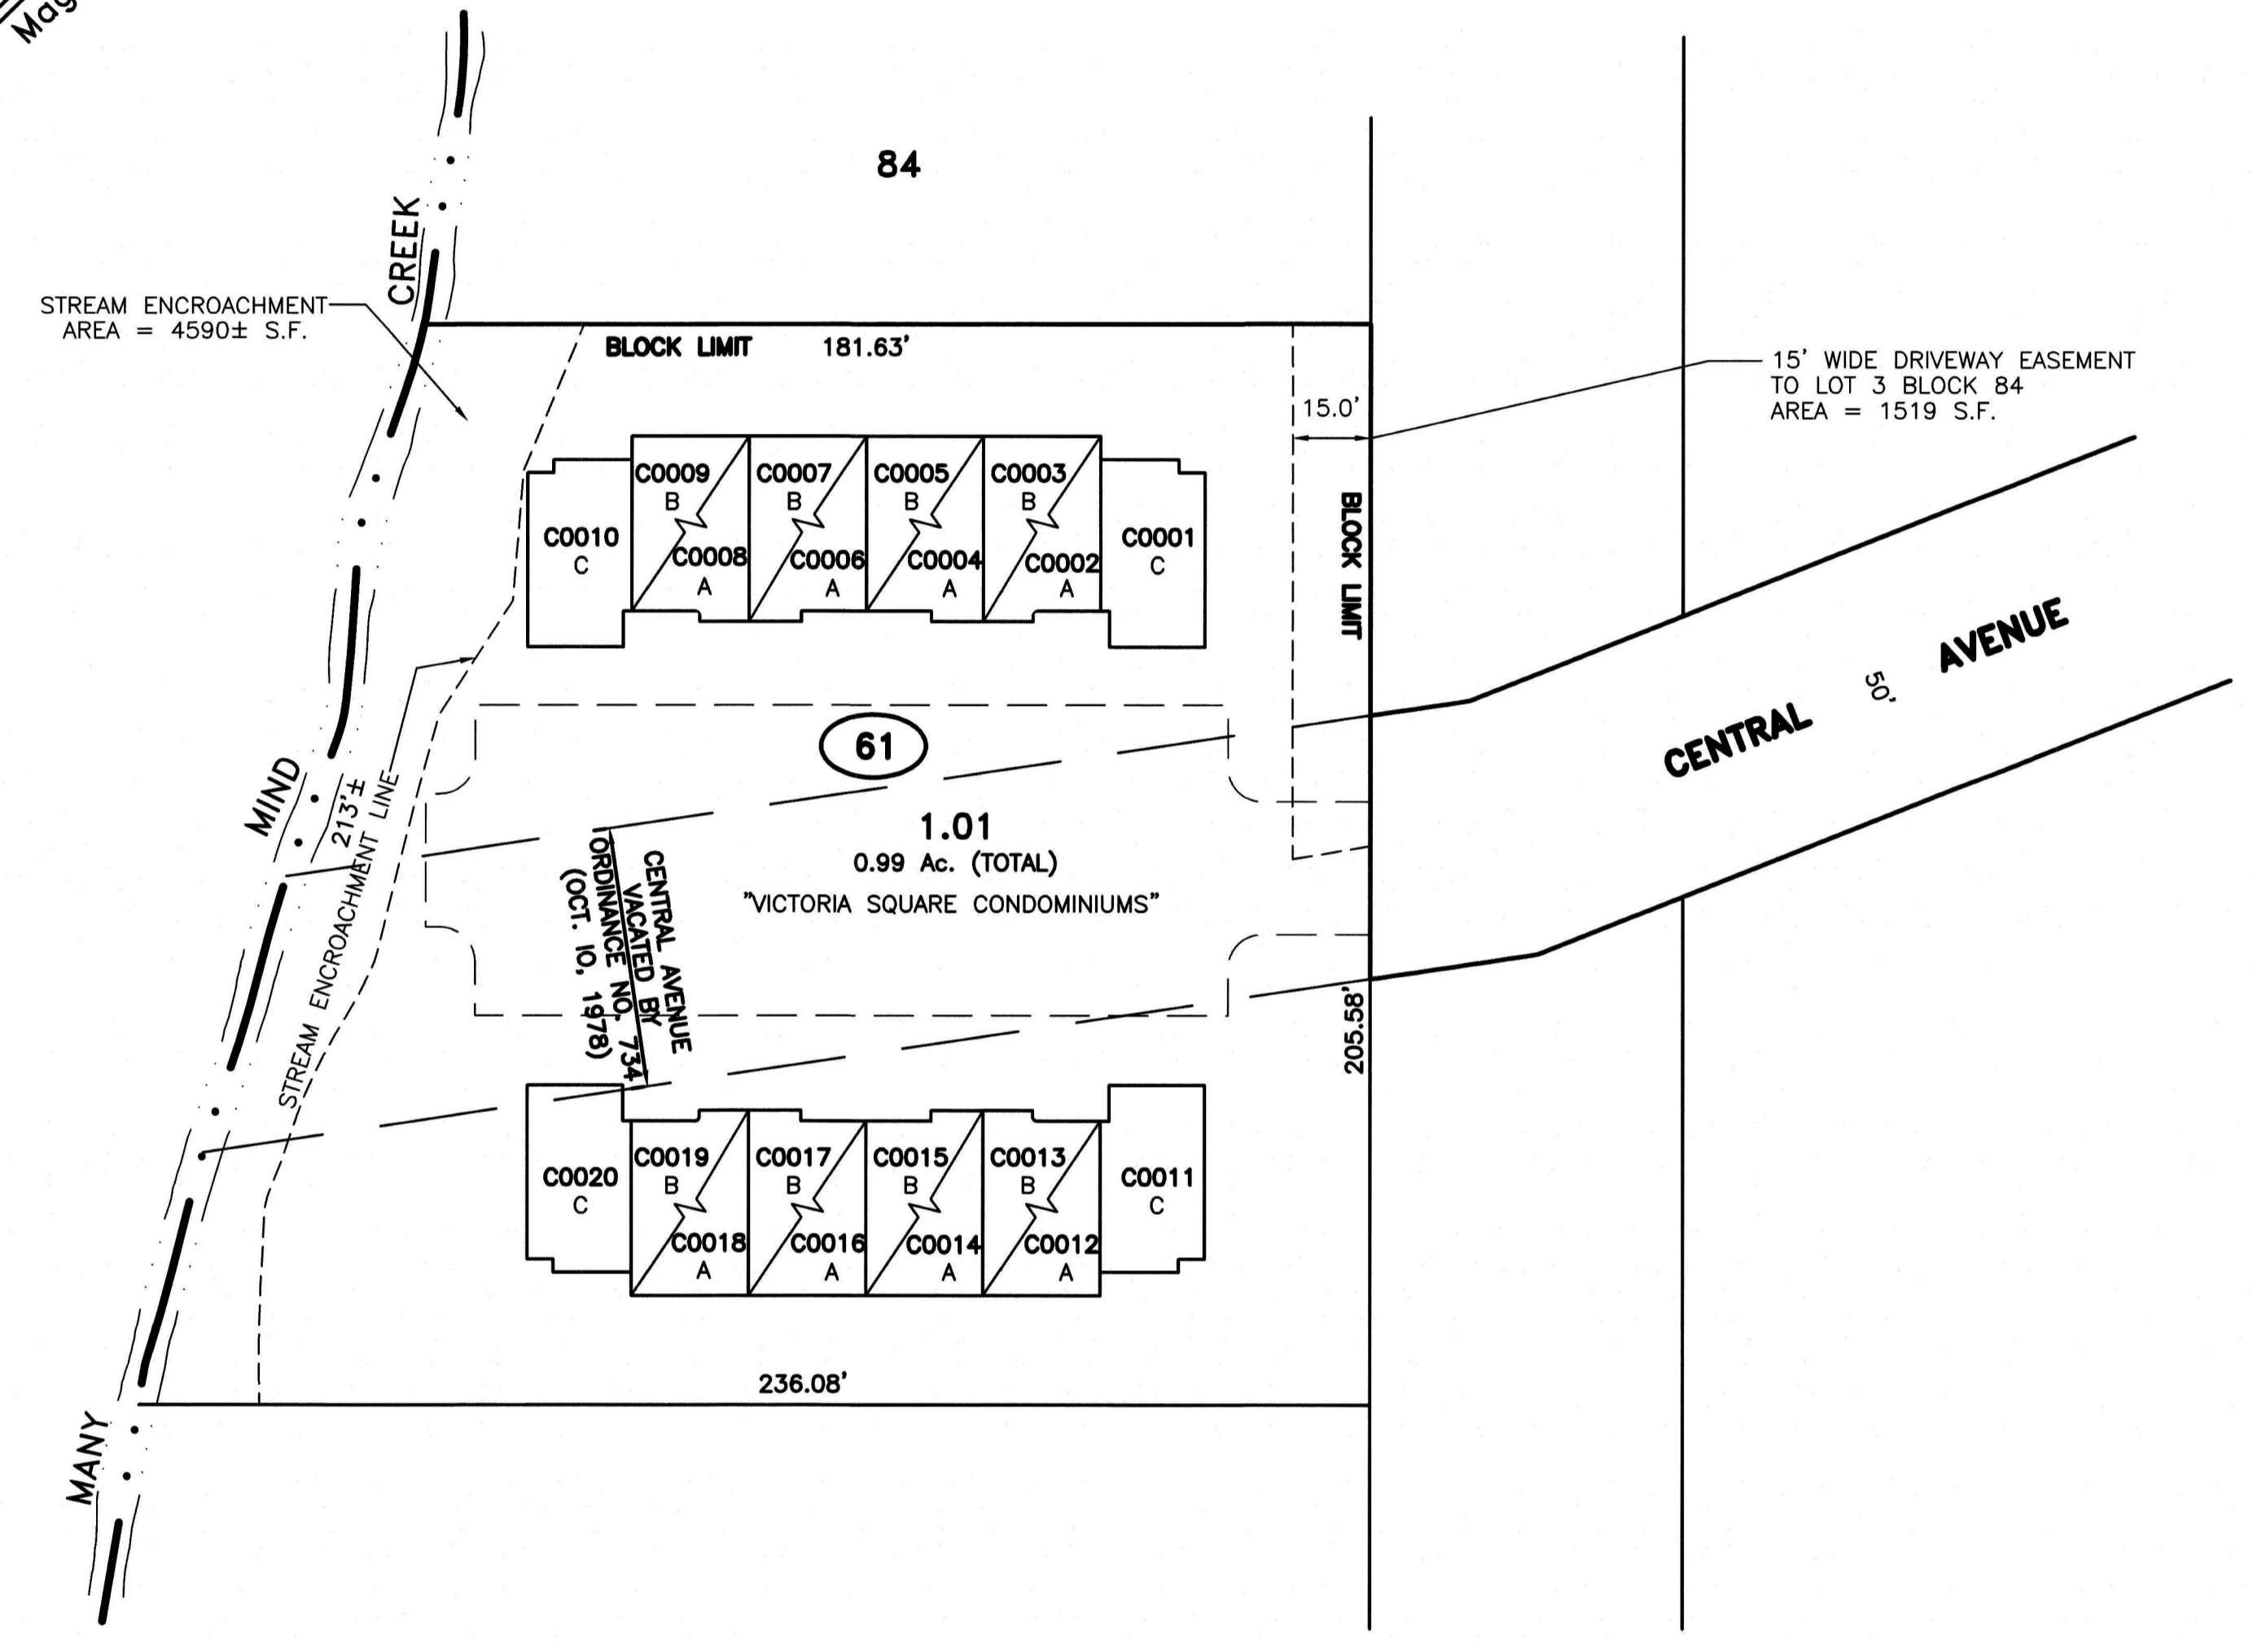 Mag
84
CREEK
STREAM ENCROACHMENT
AREA = 4590± S.F.
BLOCK LIMIT 181.63'
15' WIDE DRIVEWAY EASEMENT
TO LOT 3 BLOCK 84
AREA = 1519 S.F.
15.0'
C0009
B
C0007
B
C0005
B
C0003
B
C0010
C
C0008
A
C0006
A
C0004
A
C0002
A
C0001
C
BLOCK LIMIT
CENTRAL 50' AVENUE
61
MIND
213'±
STREAM ENCROACHMENT LINE
1.01
0.99 Ac. (TOTAL)
"VICTORIA SQUARE CONDOMINIUMS"
CENTRAL AVENUE
VACATED BY
ORDINANCE NO. 734
(OCT. 10, 1978)
205.58'
C0019
B
C0017
B
C0015
B
C0013
B
C0020
C
C0018
A
C0016
A
C0014
A
C0012
A
C0011
C
236.08'
MANY